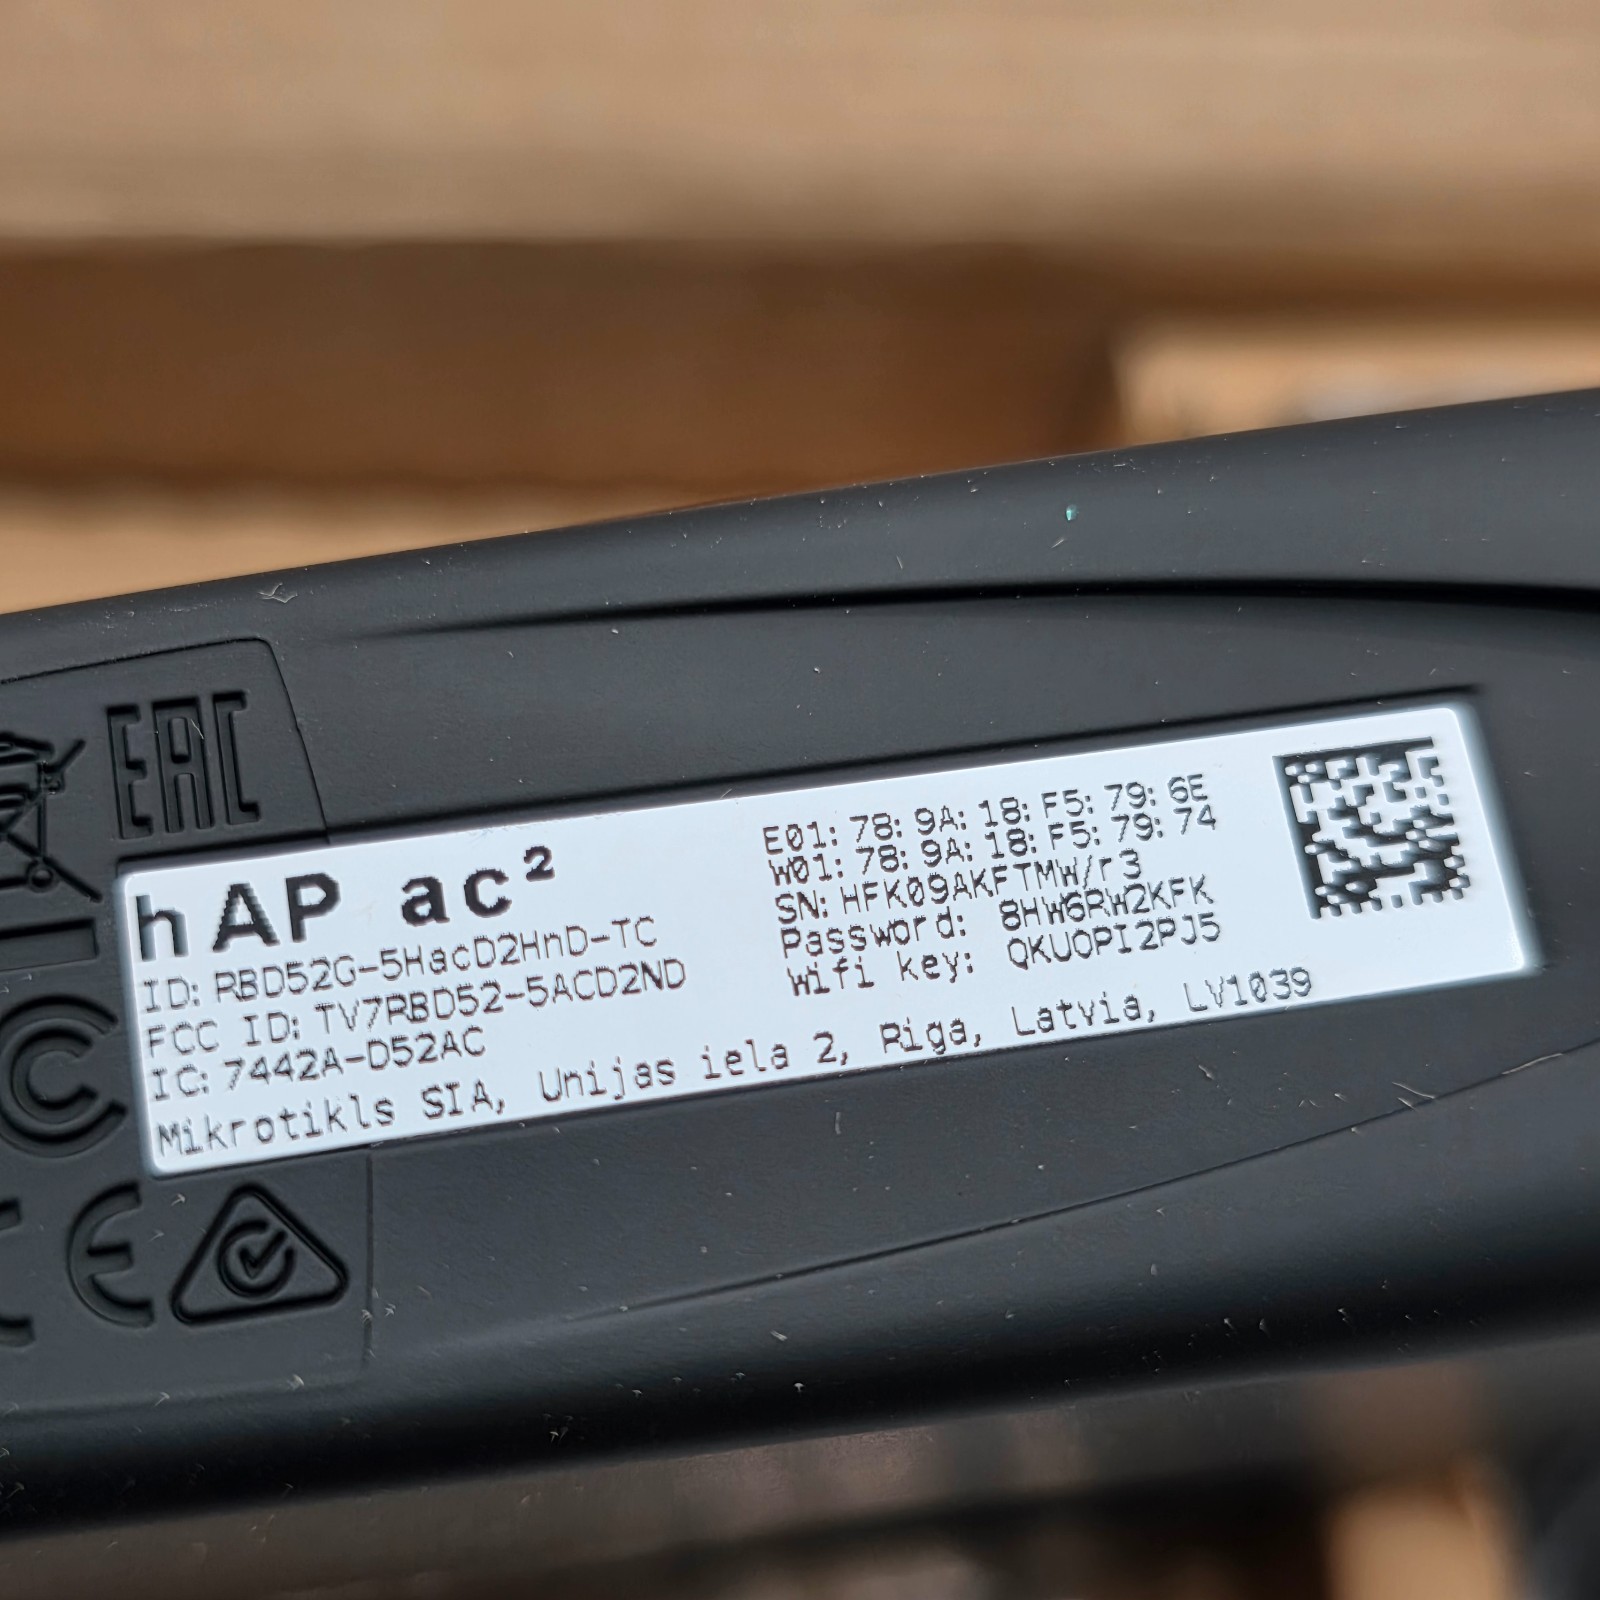 EAC
hAP ac²
ID: RBD52G-5HacD2HnD-TC
FCC ID: TV7RBD52-5ACD2ND
IC: 7442A-D52AC
Mikrotikls SIA, Unijas iela 2, Riga, Latvia, LV1039
E01: 78: 9A: 18: F5: 79: 6E
W01: 78: 9A: 18: F5: 79: 74
SN: HFK09AKFTMW/r3
Password: 8HW6RW2KFK
Wifi key: QKUOPI2PJ5
CE